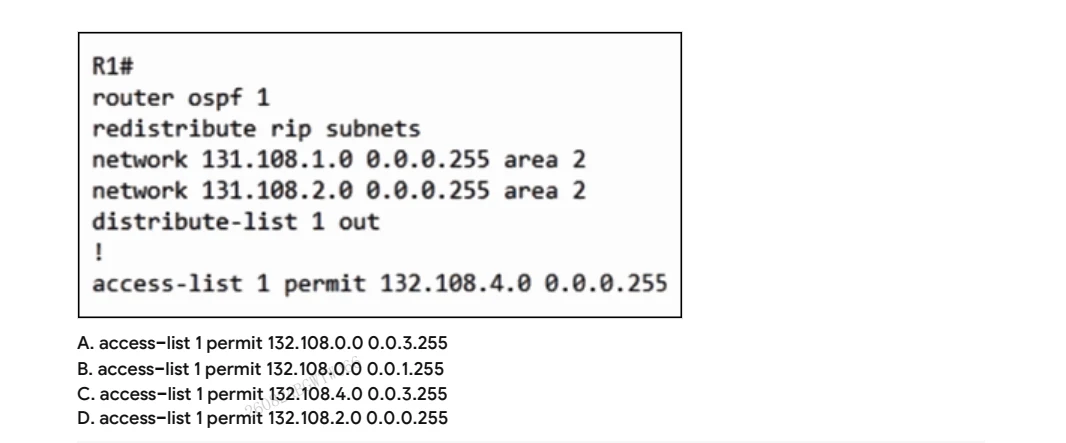 R1#
router ospf 1
redistribute rip subnets
network 131.108.1.0 0.0.0.255 area 2
network 131.108.2.0 0.0.0.255 area 2
distribute-list 1 out
!
access-list 1 permit 132.108.4.0 0.0.0.255
A. access-list 1 permit 132.108.0.0 0.0.3.255
B. access-list 1 permit 132.108.0.0 0.0.1.255
C. access-list 1 permit 132.108.4.0 0.0.3.255
D. access-list 1 permit 132.108.2.0 0.0.0.255